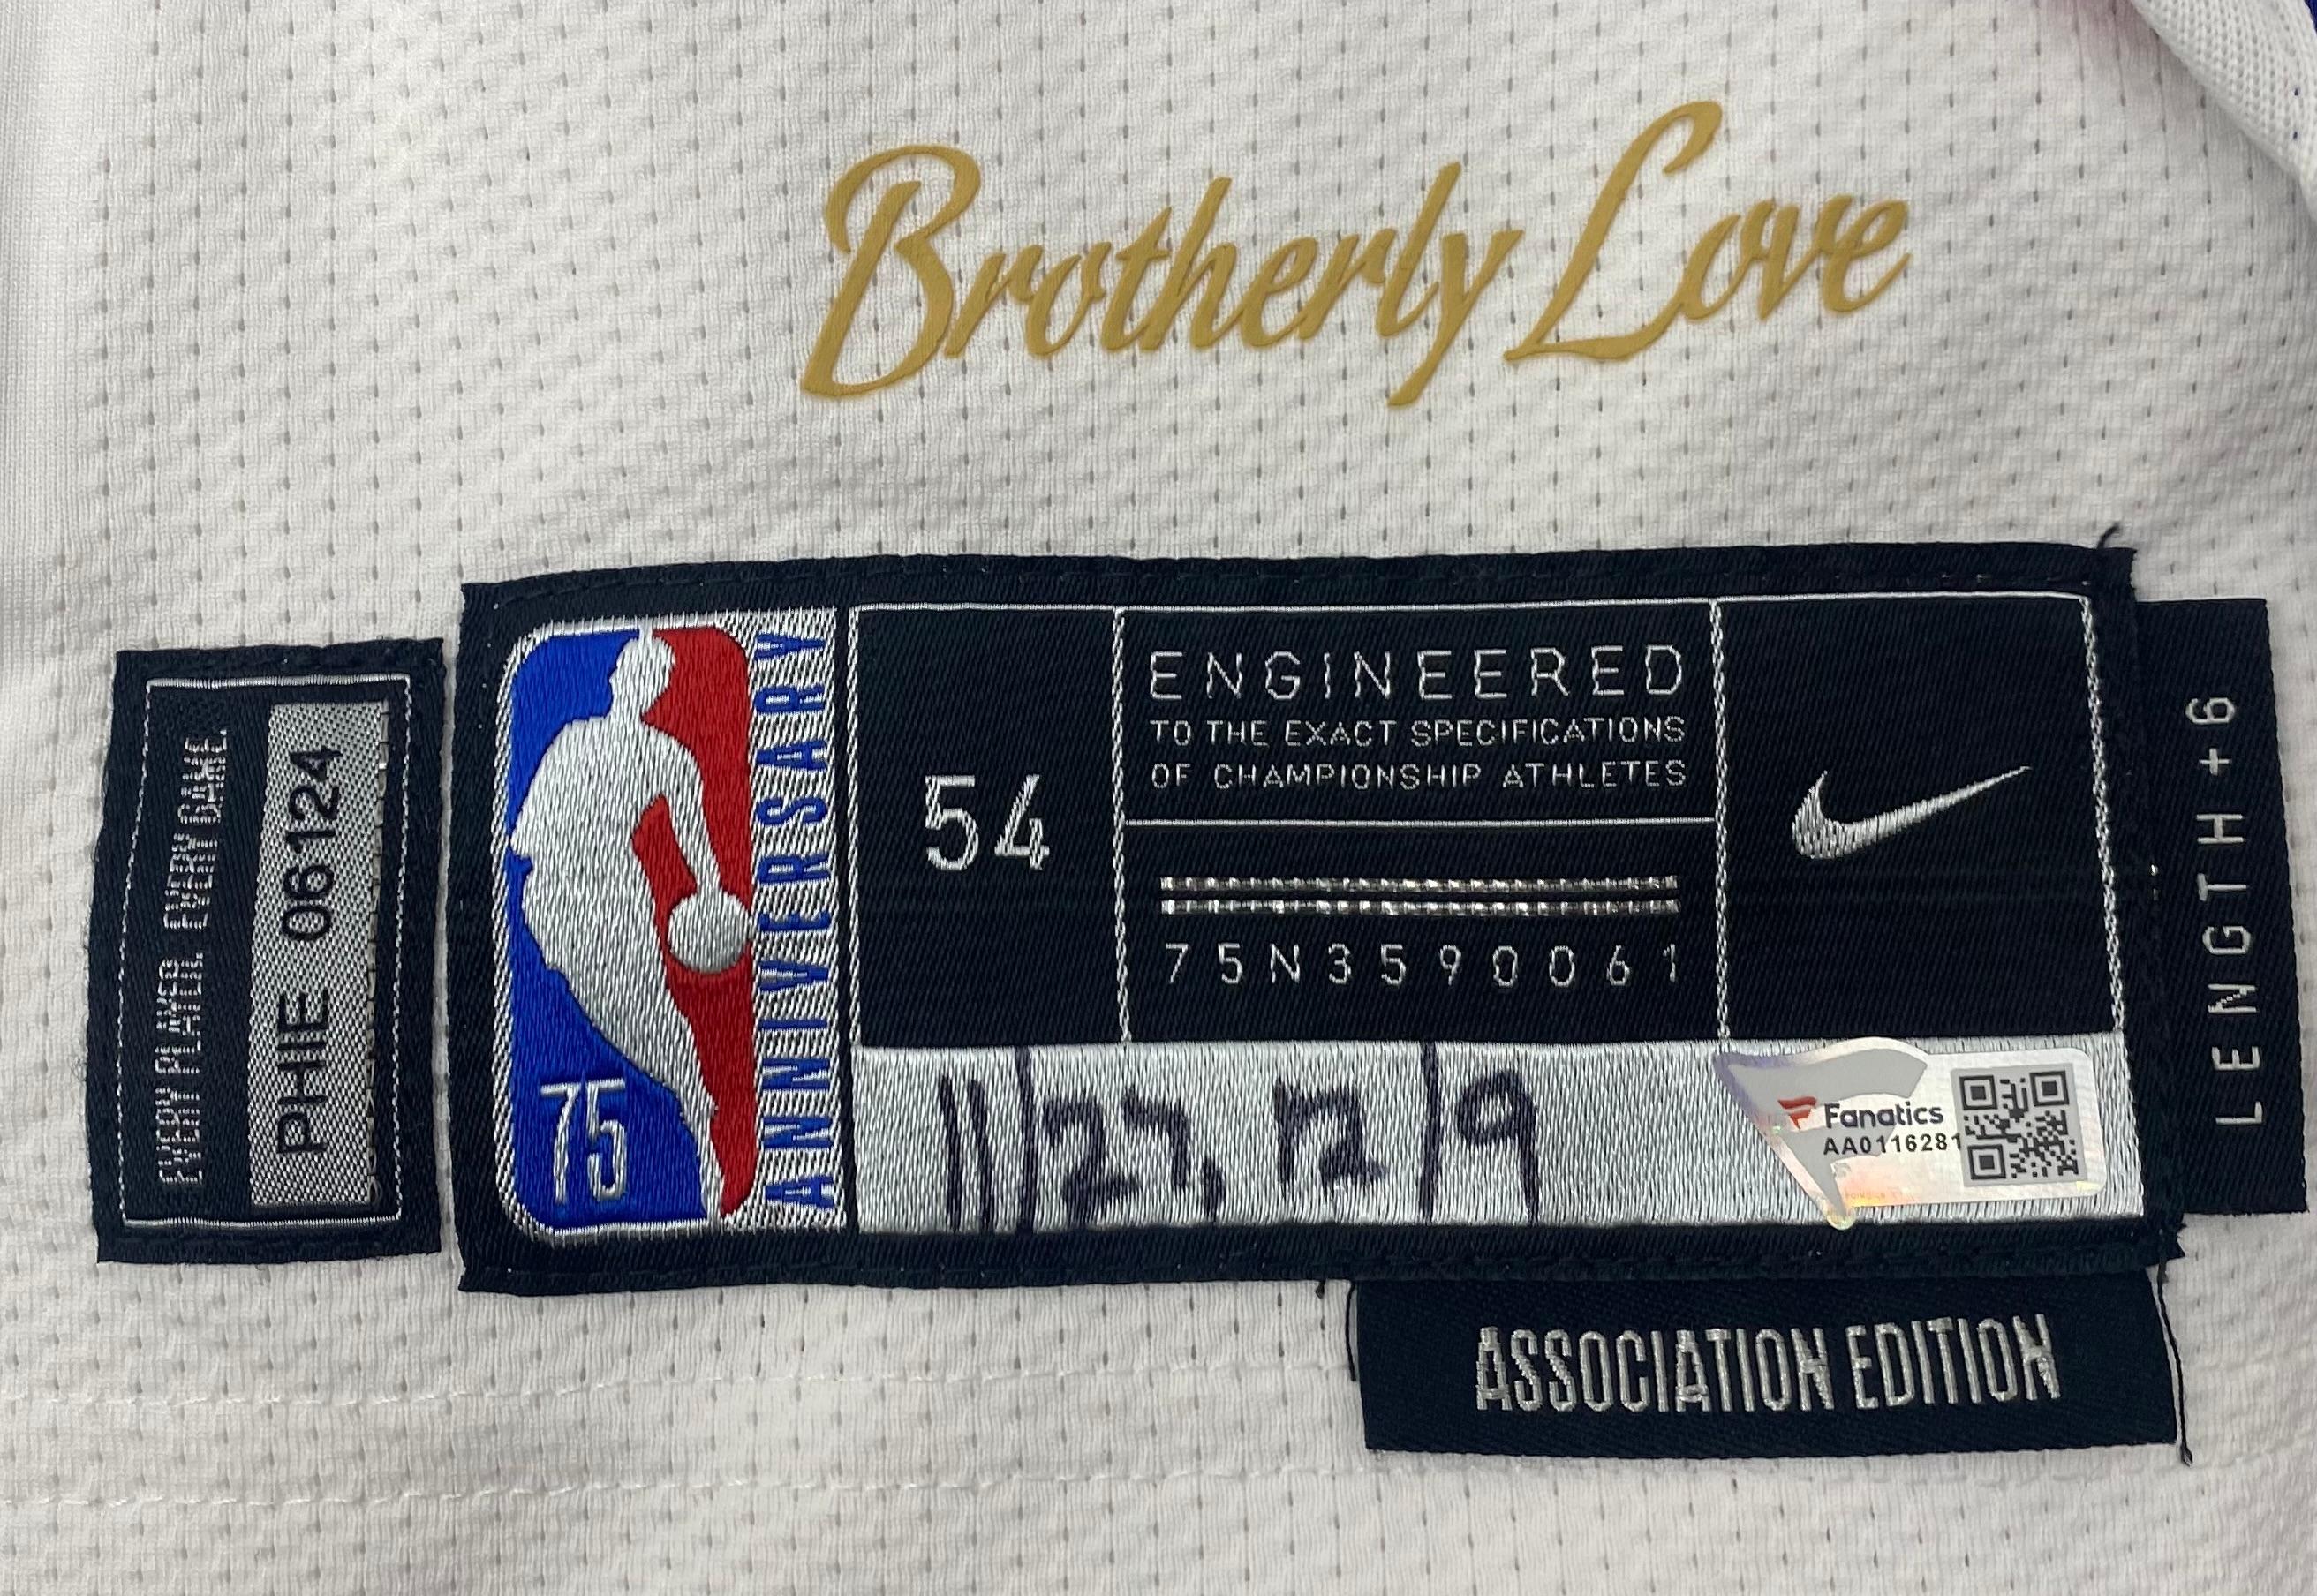 Brotherly Love
EVERY PLAYER. EVERY GAME.
PHIE 06124
75
ANNIVERSARY
54
ENGINEERED
TO THE EXACT SPECIFICATIONS
OF CHAMPIONSHIP ATHLETES
75N3590061
11/27, 12/9
Fanatics
AA0116281
LENGTH +6
ASSOCIATION EDITION